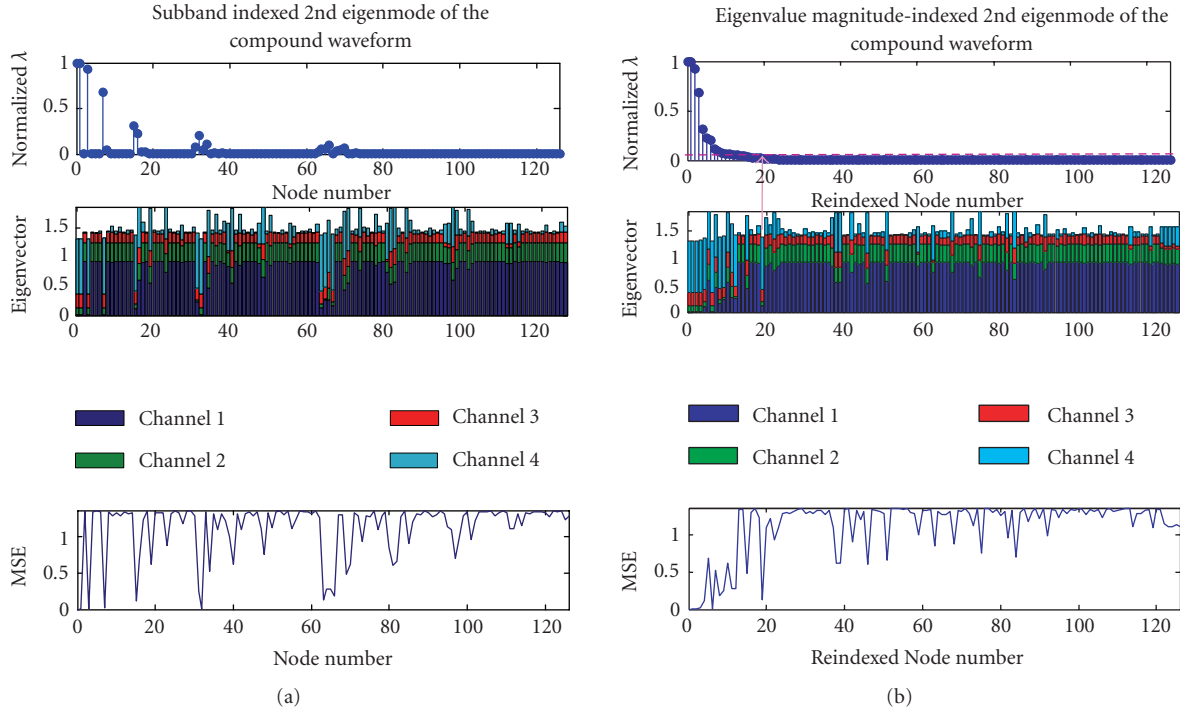 Subband indexed 2nd eigenmode of the
compound waveform
Normalized λ
1
0.5
0
0 20 40 60 80 100 120
Node number
Eigenvector
1.5
1
0.5
0
0 20 40 60 80 100 120
Channel 1
Channel 3
Channel 2
Channel 4
MSE
1
0.5
0
0 20 40 60 80 100 120
Node number
(a)
Eigenvalue magnitude-indexed 2nd eigenmode of the
compound waveform
Normalized λ
1
0.5
0
0 20 40 60 80 100 120
Reindexed Node number
Eigenvector
1.5
1
0.5
0
0 20 40 60 80 100 120
Channel 1
Channel 3
Channel 2
Channel 4
MSE
1
0.5
0
0 20 40 60 80 100 120
Reindexed Node number
(b)